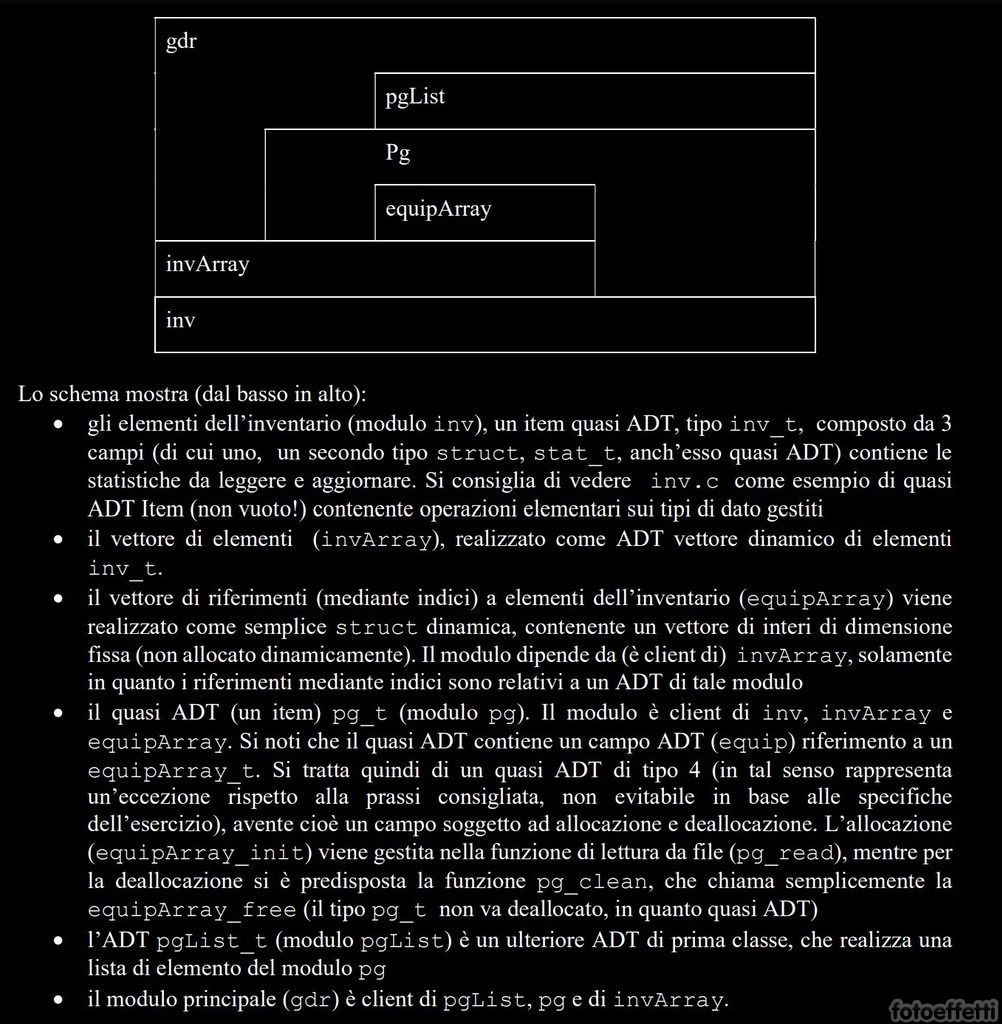 gdr
pgList
Pg
equipArray
invArray
inv
Lo schema mostra (dal basso in alto):
• gli elementi dell'inventario (modulo inv), un item quasi ADT, tipo inv_t, composto da 3
campi (di cui uno, un secondo tipo struct, stat_t, anch'esso quasi ADT) contiene le
statistiche da leggere e aggiornare. Si consiglia di vedere inv.c come esempio di quasi
ADT Item (non vuoto!) contenente operazioni elementari sui tipi di dato gestiti
• il vettore di elementi (invArray), realizzato come ADT vettore dinamico di elementi
inv_t.
• il vettore di riferimenti (mediante indici) a elementi dell'inventario (equipArray) viene
realizzato come semplice struct dinamica, contenente un vettore di interi di dimensione
fissa (non allocato dinamicamente). Il modulo dipende da (è client di) invArray, solamente
in quanto i riferimenti mediante indici sono relativi a un ADT di tale modulo
• il quasi ADT (un item) pg_t (modulo pg). Il modulo è client di inv, invArray e
equipArray. Si noti che il quasi ADT contiene un campo ADT (equip) riferimento a un
equipArray_t. Si tratta quindi di un quasi ADT di tipo 4 (in tal senso rappresenta
un'eccezione rispetto alla prassi consigliata, non evitabile in base alle specifiche
dell'esercizio), avente cioè un campo soggetto ad allocazione e deallocazione. L'allocazione
(equipArray_init) viene gestita nella funzione di lettura da file (pg_read), mentre per
la deallocazione si è predisposta la funzione pg_clean, che chiama semplicemente la
equipArray_free (il tipo pg_t non va deallocato, in quanto quasi ADT)
• l'ADT pgList_t (modulo pgList) è un ulteriore ADT di prima classe, che realizza una
lista di elemento del modulo pg
• il modulo principale (gdr) è client di pgList, pg e di invArray.
fotoeffetti